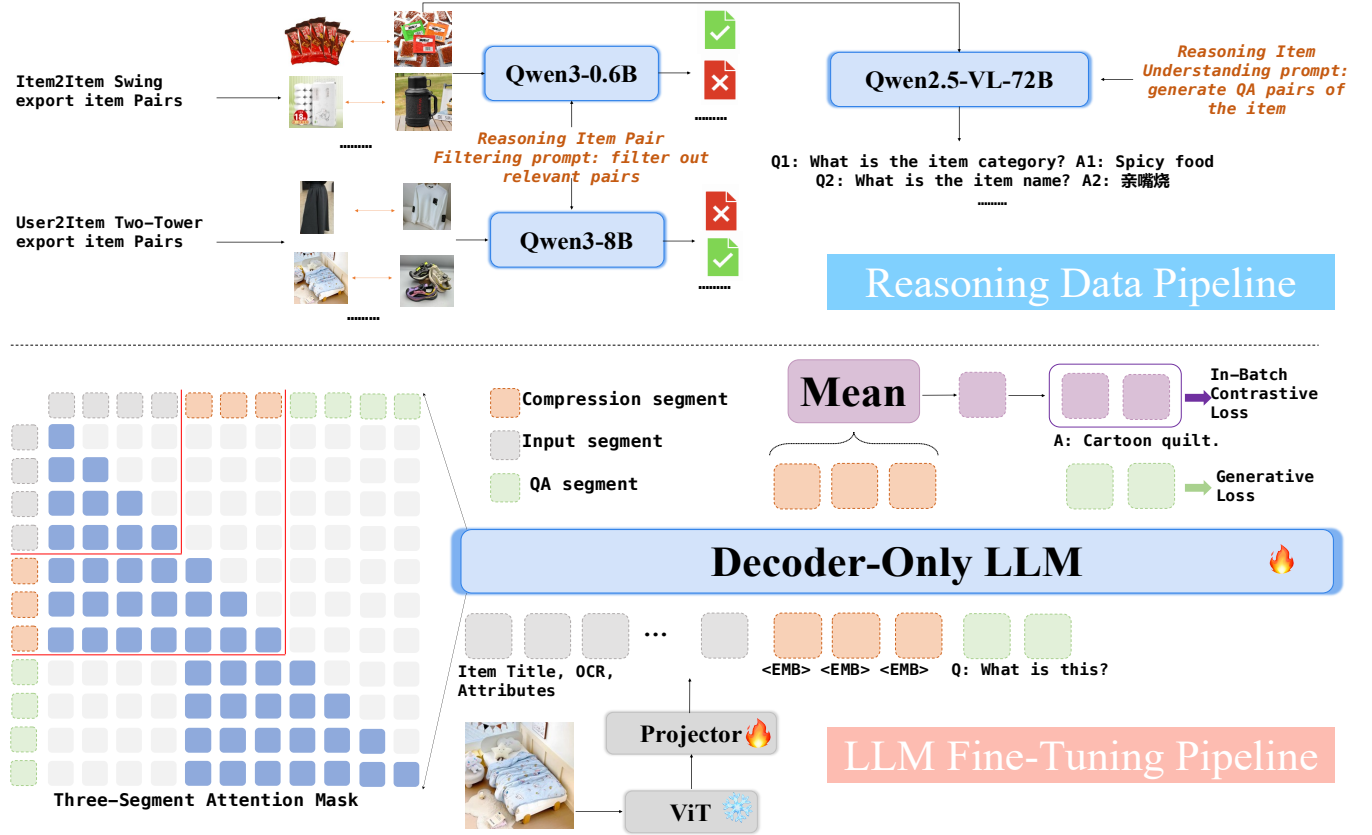 Item2Item Swing
export item Pairs
………
18
Qwen3-0.6B
………
Reasoning Item Pair
Filtering prompt: filter out
relevant pairs
User2Item Two-Tower
export item Pairs
………
Qwen3-8B
………
Qwen2.5-VL-72B
Reasoning Item
Understanding prompt:
generate QA pairs of
the item
Q1: What is the item category? A1: Spicy food
Q2: What is the item name? A2: 亲嘴烧
………
Reasoning Data Pipeline
Three-Segment Attention Mask
Compression segment
Input segment
QA segment
Mean
In-Batch
Contrastive
Loss
A: Cartoon quilt.
Generative
Loss
Decoder-Only LLM
...
Item Title, OCR,
Attributes
<EMB> <EMB> <EMB>
Q: What is this?
Projector
ViT
LLM Fine-Tuning Pipeline